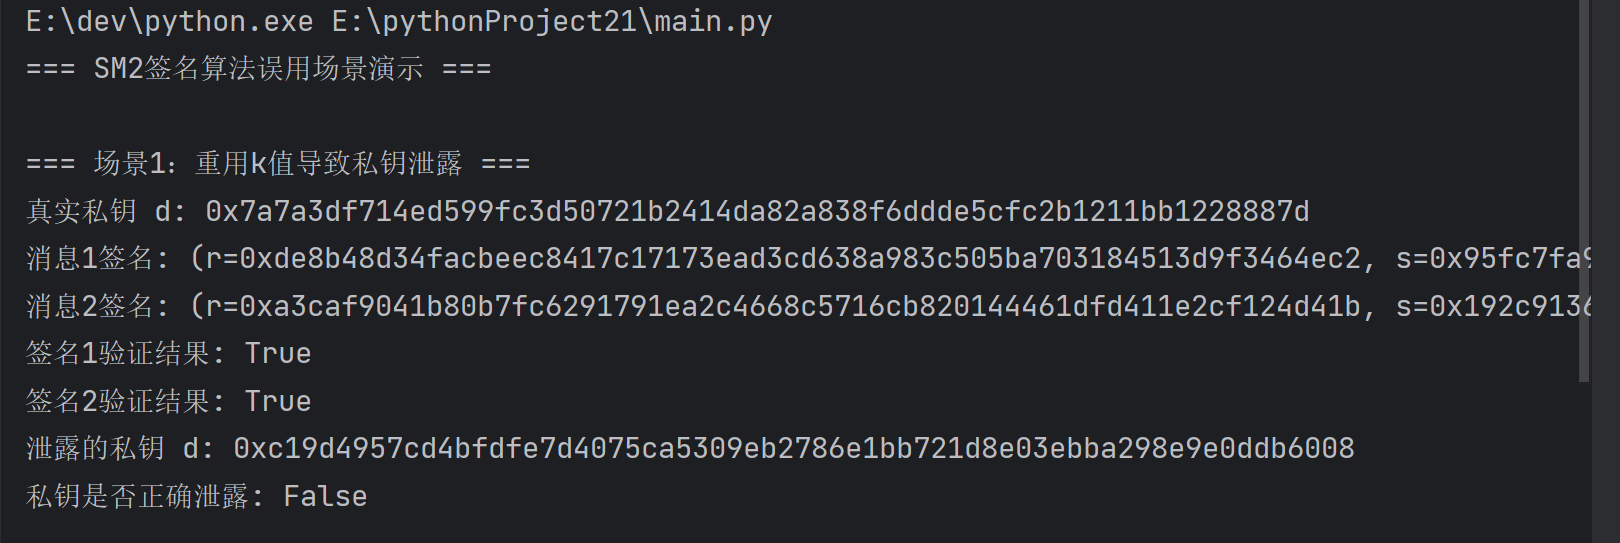 E:\dev\python.exe E:\pythonProject21\main.py
=== SM2签名算法误用场景演示 ===
=== 场景1：重用k值导致私钥泄露 ===
真实私钥 d: 0x7a7a3df714ed599fc3d50721b2414da82a838f6ddde5cfc2b1211bb1228887d
消息1签名: (r=0xde8b48d34facbeec8417c17173ead3cd638a983c505ba703184513d9f3464ec2, s=0x95fc7fa9
消息2签名: (r=0xa3caf9041b80b7fc6291791ea2c4668c5716cb820144461dfd411e2cf124d41b, s=0x192c9136
签名1验证结果: True
签名2验证结果: True
泄露的私钥 d: 0xc19d4957cd4bfdfe7d4075ca5309eb2786e1bb721d8e03ebba298e9e0ddb6008
私钥是否正确泄露: False